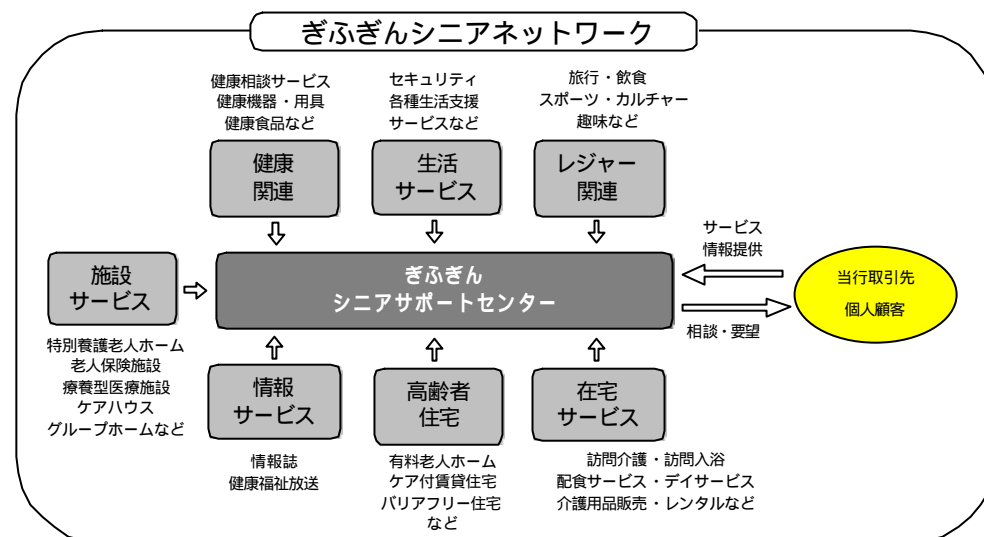 ぎふぎんシニアネットワーク
健康相談サービス
健康機器・用具
健康食品など
健康
関連
セキュリティ
各種生活支援
サービスなど
生活
サービス
旅行・飲食
スポーツ・カルチャー
趣味など
レジャー
関連
施設
サービス
特別養護老人ホーム
老人保険施設
療養型医療施設
ケアハウス
グループホームなど
ぎふぎん
シニアサポートセンター
サービス
情報提供
相談・要望
当行取引先
個人顧客
情報
サービス
情報誌
健康福祉放送
高齢者
住宅
有料老人ホーム
ケア付賃貸住宅
バリアフリー住宅
など
在宅
サービス
訪問介護・訪問入浴
配食サービス・デイサービス
介護用品販売・レンタルなど